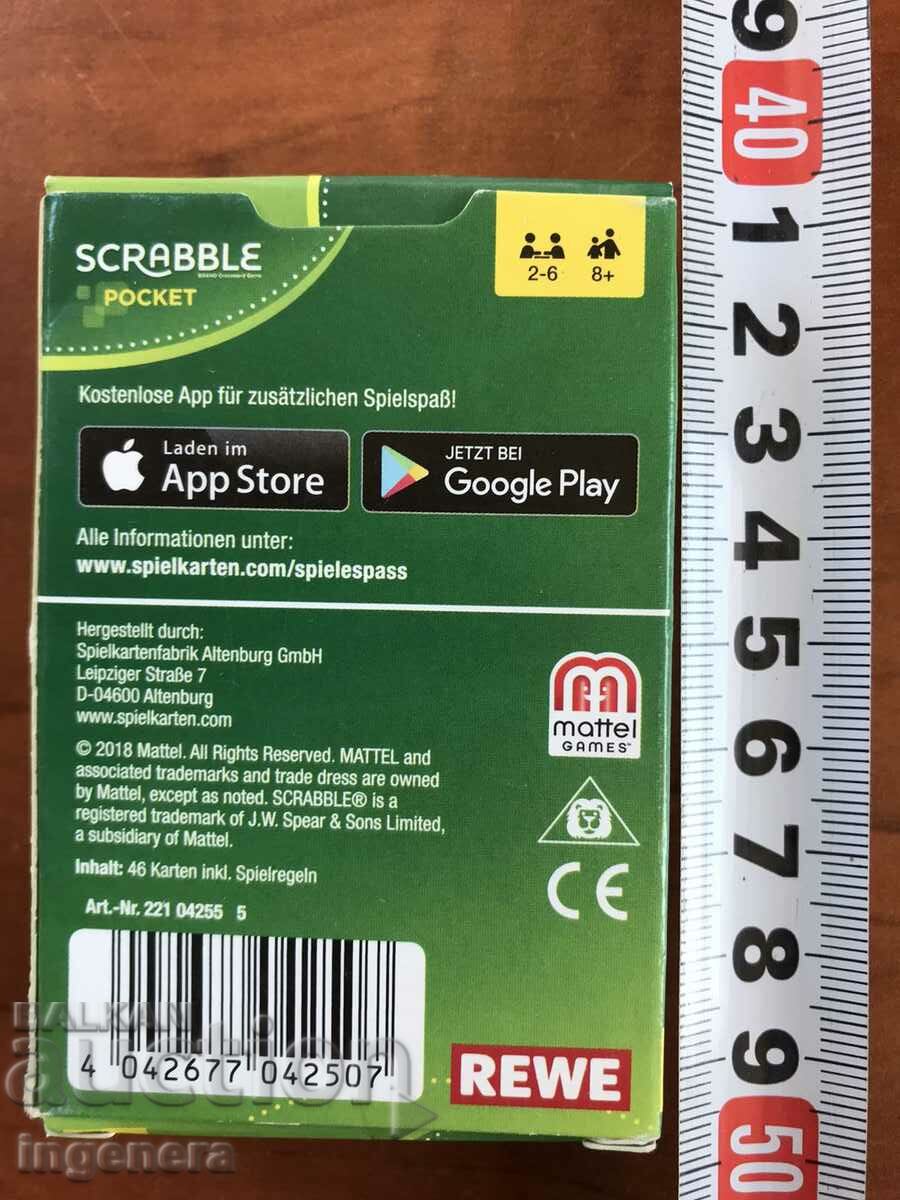 SCRABBLE
BRAND Crossword Game
POCKET
2-6 8+
Kostenlose App für zusätzlichen Spielspaß!
Laden im
App Store
JETZT BEI
Google Play
Alle Informationen unter:
www.spielkarten.com/spielespass
Hergestellt durch:
Spielkartenfabrik Altenburg GmbH
Leipziger Straße 7
D-04600 Altenburg
www.spielkarten.com
mattel
GAMES™
© 2018 Mattel. All Rights Reserved. MATTEL and
associated trademarks and trade dress are owned
by Mattel, except as noted. SCRABBLE® is a
registered trademark of J.W. Spear & Sons Limited,
a subsidiary of Mattel.
Inhalt: 46 Karten inkl. Spielregeln
CE
Art.-Nr. 221 04255 5
4 042677 042507
REWE
BALKAN
auction
ingenera
9
40
1
2
3
4
5
6
7
8
9
50